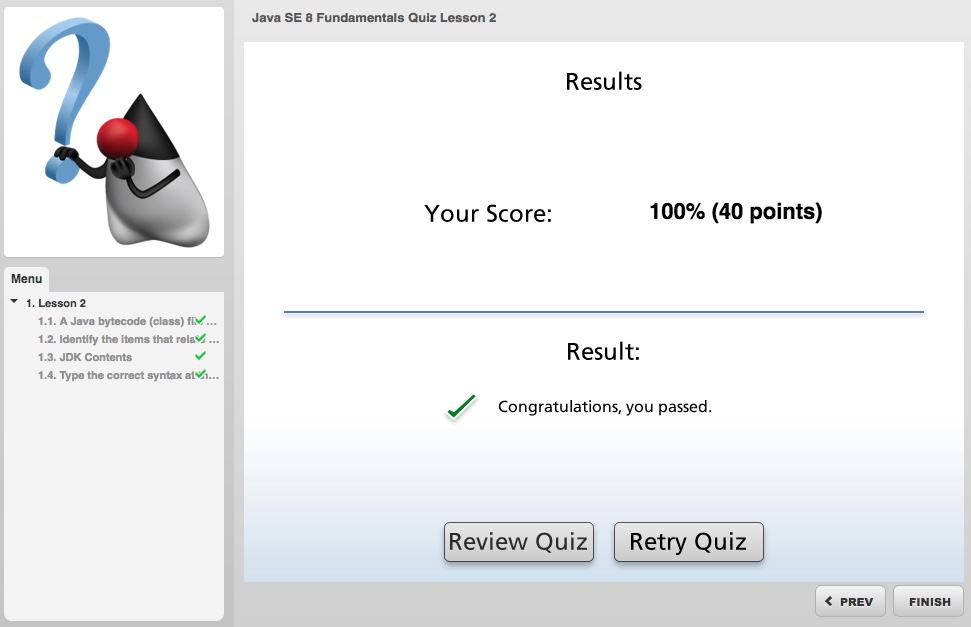 Java SE 8 Fundamentals Quiz Lesson 2
Results
Your Score:
100% (40 points)
Menu
1. Lesson 2
1.1. A Java bytecode (class) fi...
1.2. Identify the items that rela...
1.3. JDK Contents
1.4. Type the correct syntax at ...
Result:
Congratulations, you passed.
Review Quiz
Retry Quiz
PREV
FINISH